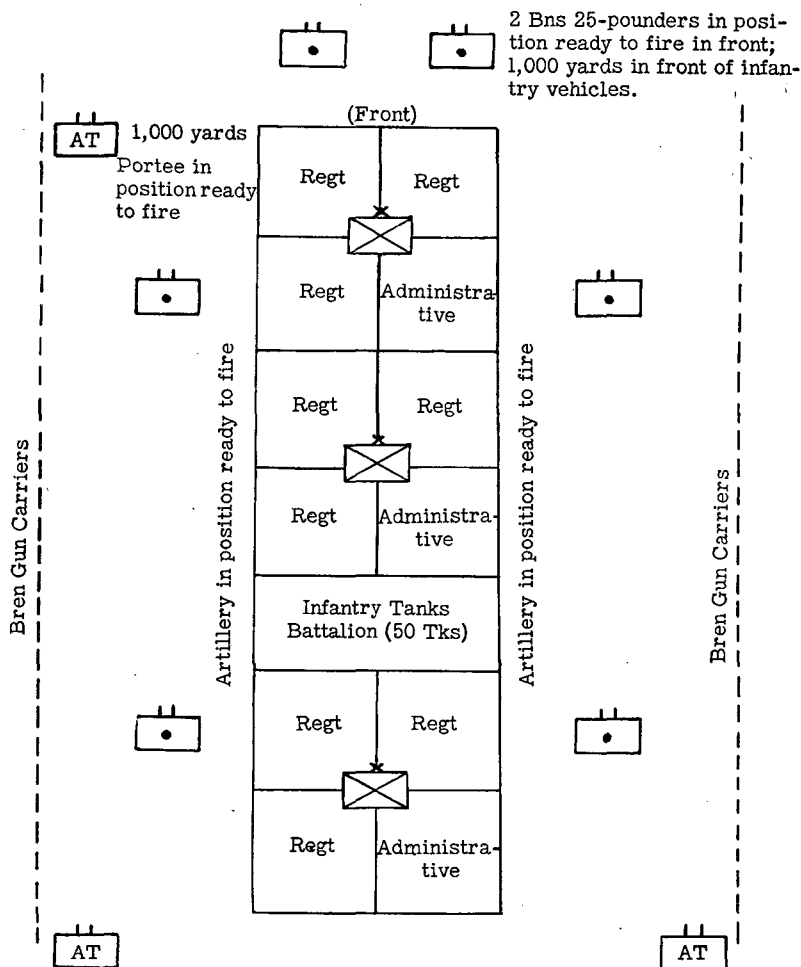 2 Bns 25-pounders in posi-
tion ready to fire in front;
1,000 yards in front of infan-
try vehicles.
(Front)
AT
1,000 yards
Portee in
position ready
to fire
Regt
Regt
Regt
Administra-
tive
Artillery in position ready to fire
Artillery in position ready to fire
Regt
Regt
Bren Gun Carriers
Bren Gun Carriers
Regt
Administra-
tive
Infantry Tanks
Battalion (50 Tks)
Regt
Regt
Regt
Administra-
tive
AT
AT